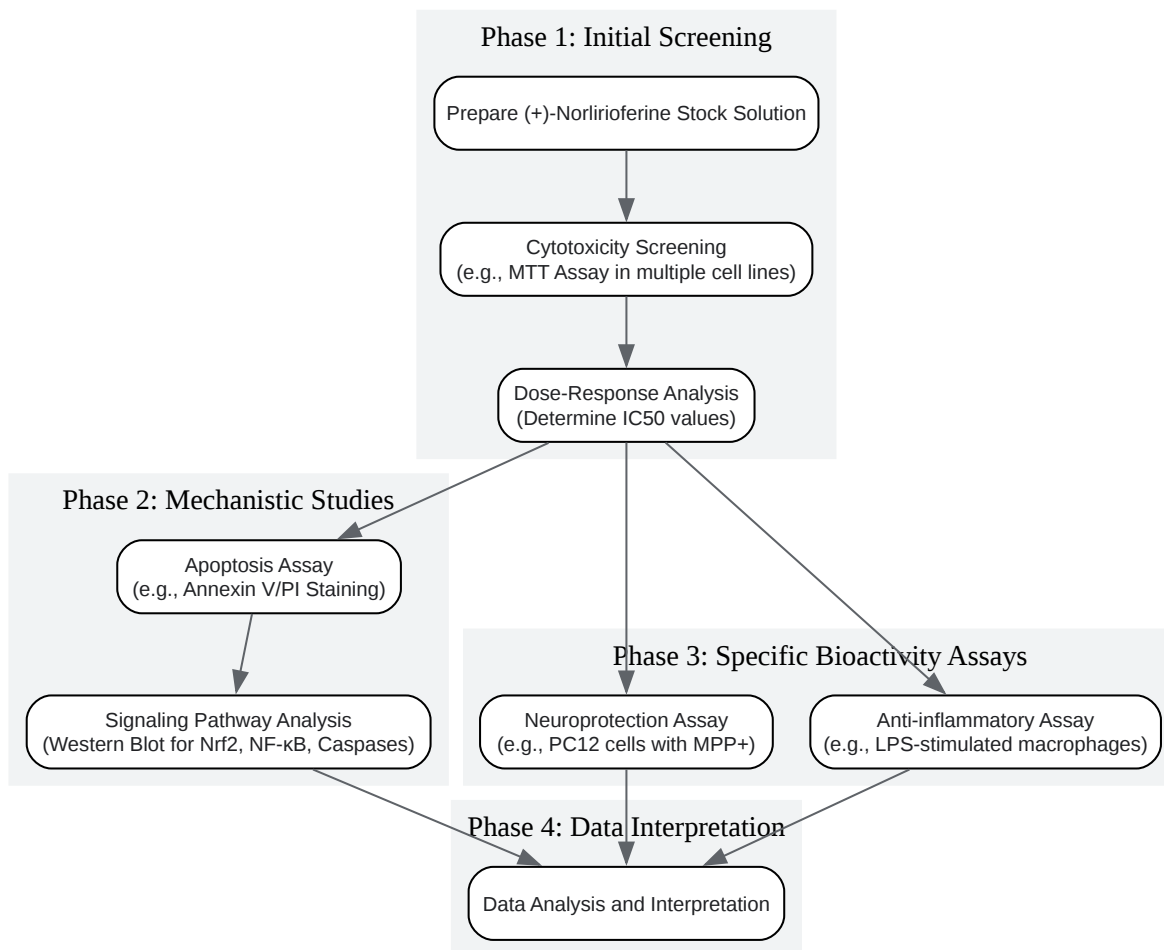 Phase 1: Initial Screening
Prepare (+)-Norlirioferine Stock Solution
Cytotoxicity Screening
(e.g., MTT Assay in multiple cell lines)
Dose-Response Analysis
(Determine IC50 values)
Phase 2: Mechanistic Studies
Apoptosis Assay
(e.g., Annexin V/PI Staining)
Signaling Pathway Analysis
(Western Blot for Nrf2, NF-κB, Caspases)
Phase 3: Specific Bioactivity Assays
Neuroprotection Assay
(e.g., PC12 cells with MPP+)
Anti-inflammatory Assay
(e.g., LPS-stimulated macrophages)
Phase 4: Data Interpretation
Data Analysis and Interpretation